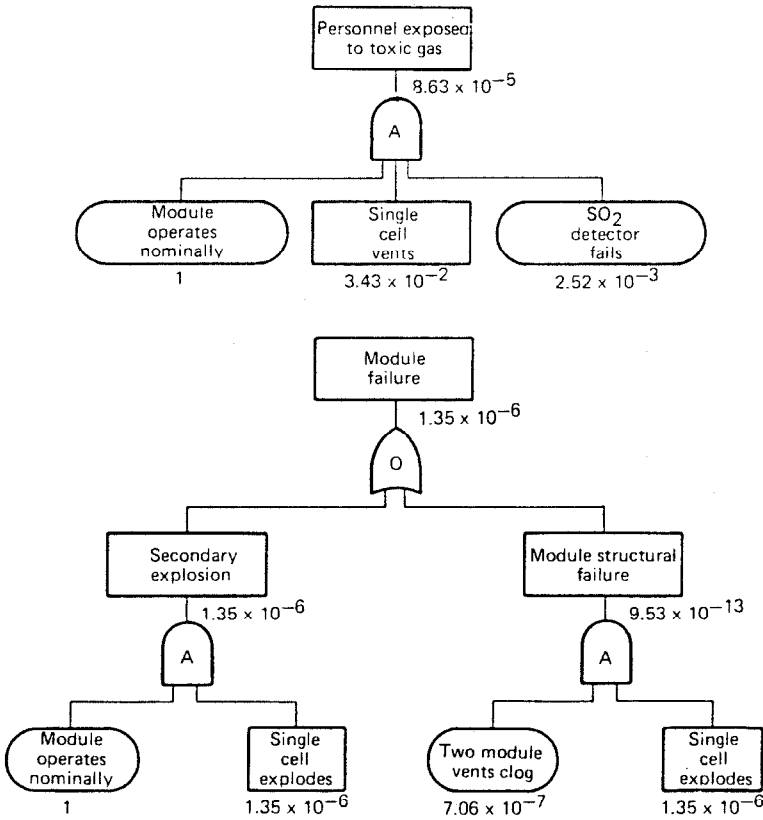 Personnel exposed
to toxic gas
8.63 x 10−5
A
Module
operates
nominally
1
Single
cell
vents
3.43 x 10−2
SO2
detector
fails
2.52 x 10−3
Module
failure
1.35 x 10−6
O
Secondary
explosion
1.35 x 10−6
A
Module structural
failure
9.53 x 10−13
A
Module
operates
nominally
1
Single
cell
explodes
1.35 x 10−6
Two module
vents clog
7.06 x 10−7
Single
cell
explodes
1.35 x 10−6